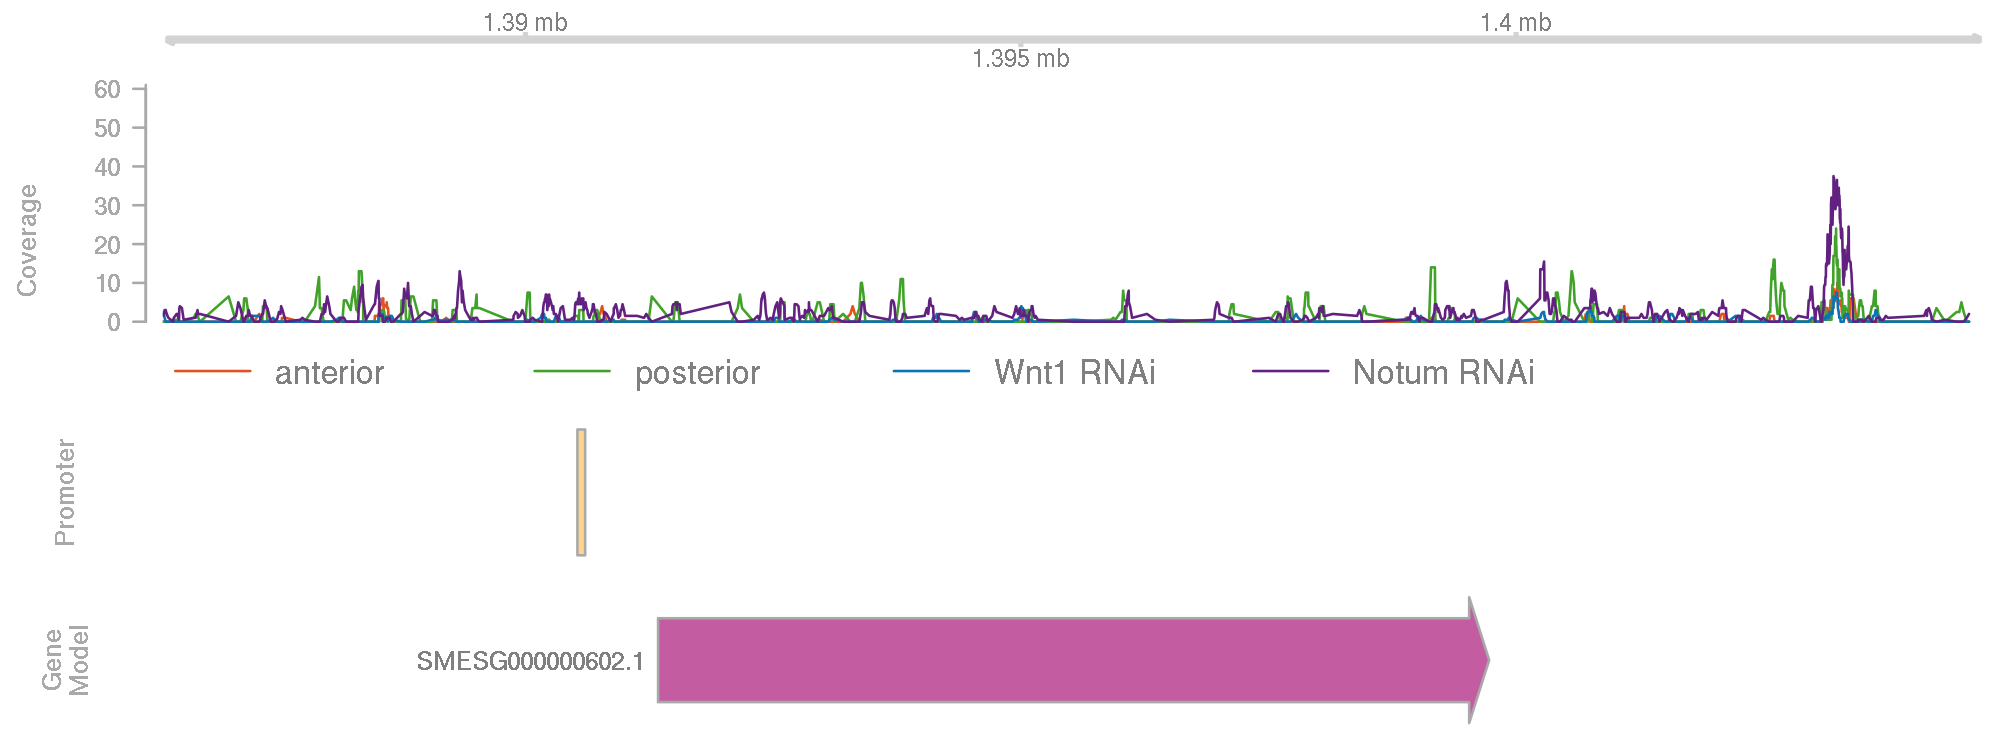 1.39 mb
1.4 mb
1.395 mb
60
50
40
30
20
10
0
Coverage
anterior
posterior
Wnt1 RNAi
Notum RNAi
Promoter
Gene
Model
SMESG000000602.1